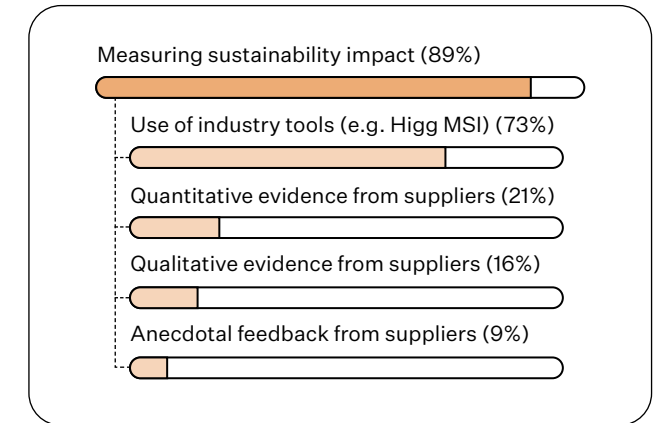 Measuring sustainability impact (89%)
Use of industry tools (e.g. Higg MSI) (73%)
Quantitative evidence from suppliers (21%)
Qualitative evidence from suppliers (16%)
Anecdotal feedback from suppliers (9%)